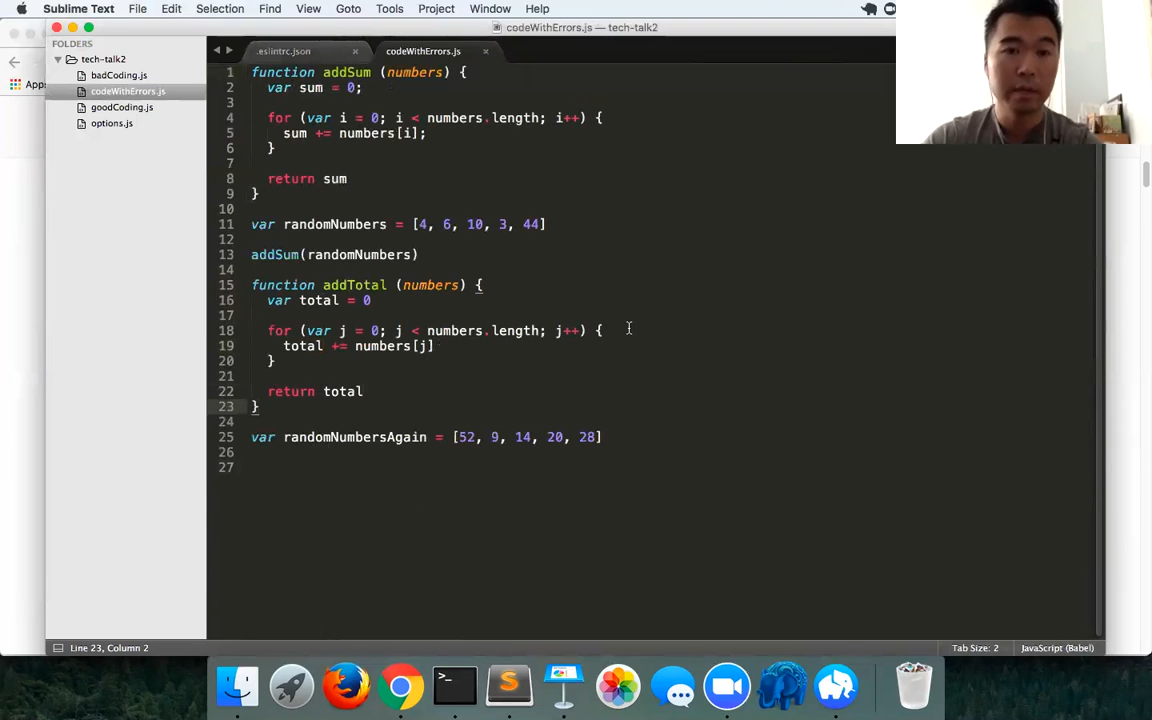 Sublime Text File Edit Selection Find View Goto Tools Project Window Help
codeWithErrors.js — tech-talk2
FOLDERS
tech-talk2
badCoding.js
codeWithErrors.js
goodCoding.js
options.js
Apps
.eslintrc.json × codeWithErrors.js ×
1 function addSum (numbers) {
2 var sum = 0;
3
4 for (var i = 0; i < numbers.length; i++) {
5 sum += numbers[i];
6 }
7
8 return sum
9 }
10
11 var randomNumbers = [4, 6, 10, 3, 44]
12
13 addSum(randomNumbers)
14
15 function addTotal (numbers) {
16 var total = 0
17
18 for (var j = 0; j < numbers.length; j++) {
19 total += numbers[j]
20 }
21
22 return total
23 }
24
25 var randomNumbersAgain = [52, 9, 14, 20, 28]
26
27
Line 23, Column 2 Tab Size: 2 JavaScript (Babel)
>_
S